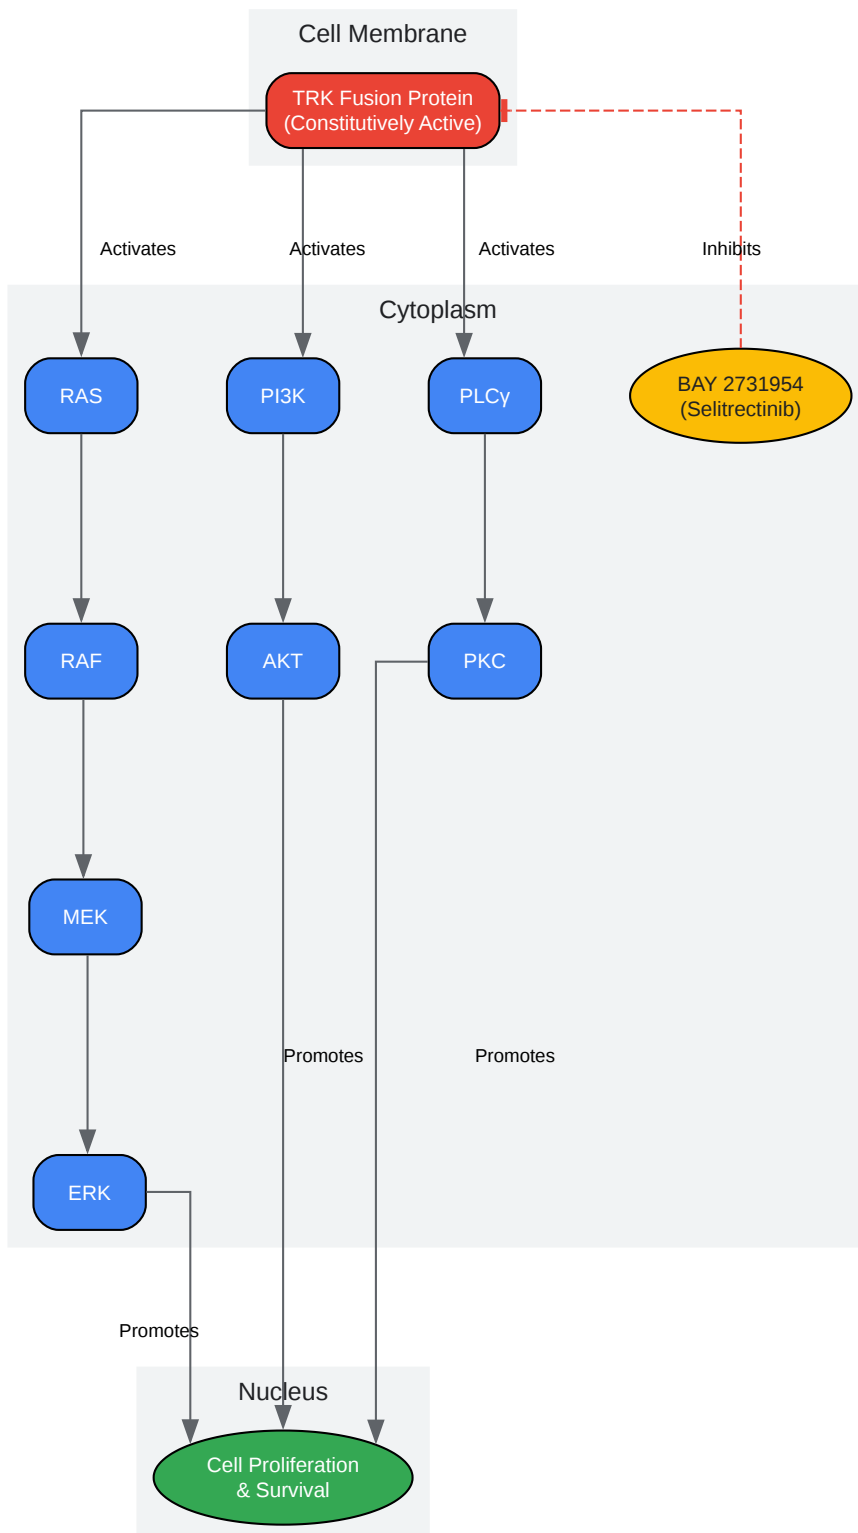 Cell Membrane
TRK Fusion Protein
(Constitutively Active)
Activates
Activates
Activates
Inhibits
Cytoplasm
RAS
PI3K
PLCγ
BAY 2731954
(Selitrectinib)
RAF
AKT
PKC
MEK
Promotes
Promotes
ERK
Promotes
Nucleus
Cell Proliferation
& Survival